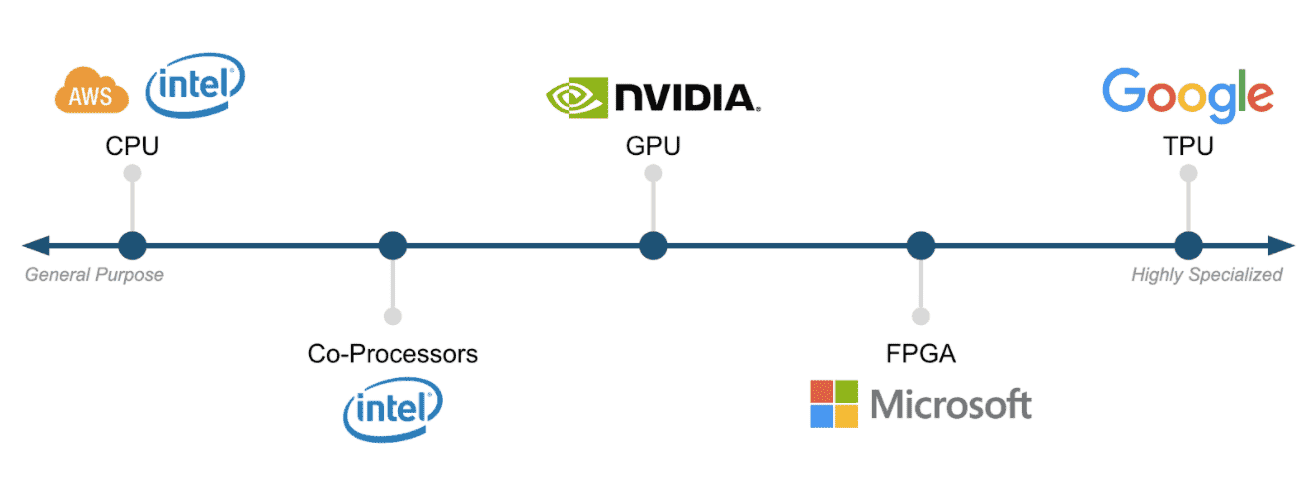 AWS intel NVIDIA Google
CPU GPU TPU
General Purpose Highly Specialized
Co-Processors FPGA
intel Microsoft